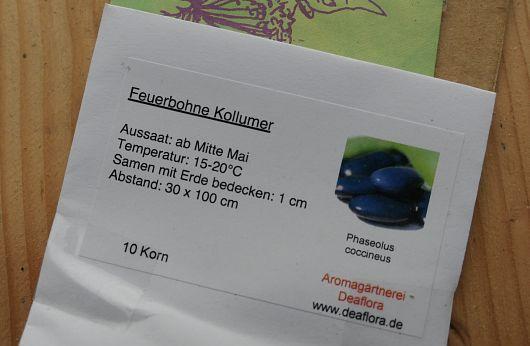 Feuerbohne Kollumer
Aussaat: ab Mitte Mai
Temperatur: 15-20°C
Samen mit Erde bedecken: 1 cm
Abstand: 30 x 100 cm
10 Korn
Phaseolus
coccineus
Aromagärtnerei -
Deaflora
www.deaflora.de